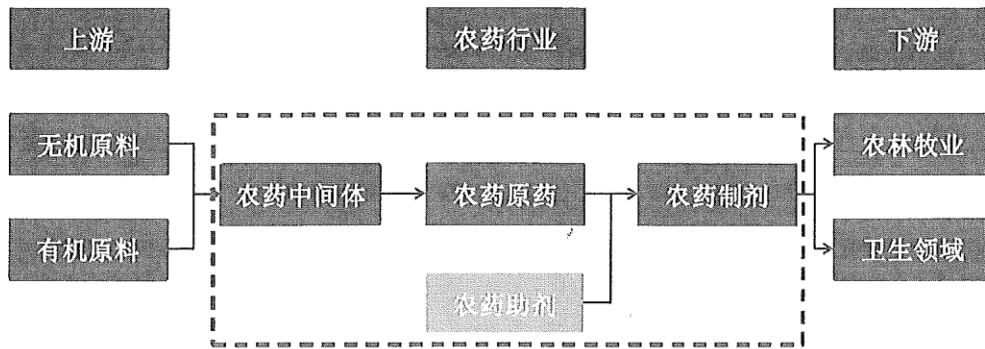 上游
农药行业
下游
无机原料
农林牧业
农药中间体
农药原药
农药制剂
有机原料
卫生领域
农药助剂